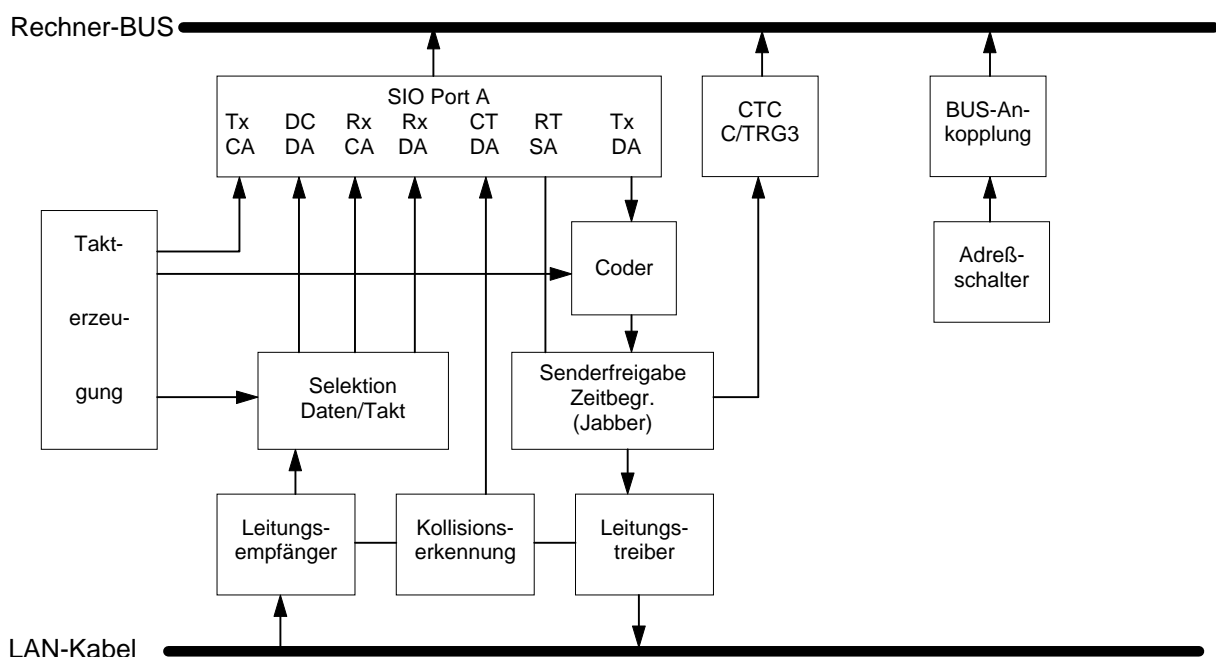 Rechner-BUS
SIO Port A
Tx DC Rx Rx CT RT Tx
CA DA CA DA DA SA DA
CTC
C/TRG3
BUS-An-
kopplung
Takt-
erzeu-
gung
Coder
Adreß-
schalter
Selektion
Daten/Takt
Senderfreigabe
Zeitbegr.
(Jabber)
Leitungs-
empfänger
Kollisions-
erkennung
Leitungs-
treiber
LAN-Kabel